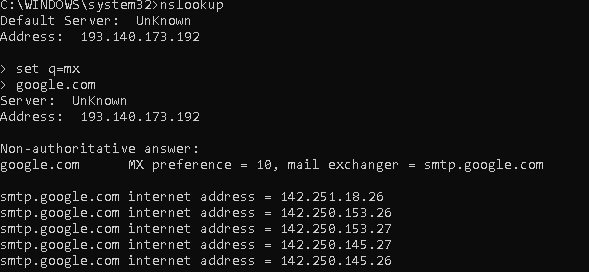 C:\WINDOWS\system32>nslookup
Default Server:  UnKnown
Address:  193.140.173.192

> set q=mx
> google.com
Server:  UnKnown
Address:  193.140.173.192

Non-authoritative answer:
google.com      MX preference = 10, mail exchanger = smtp.google.com

smtp.google.com internet address = 142.251.18.26
smtp.google.com internet address = 142.250.153.26
smtp.google.com internet address = 142.250.153.27
smtp.google.com internet address = 142.250.145.27
smtp.google.com internet address = 142.250.145.26